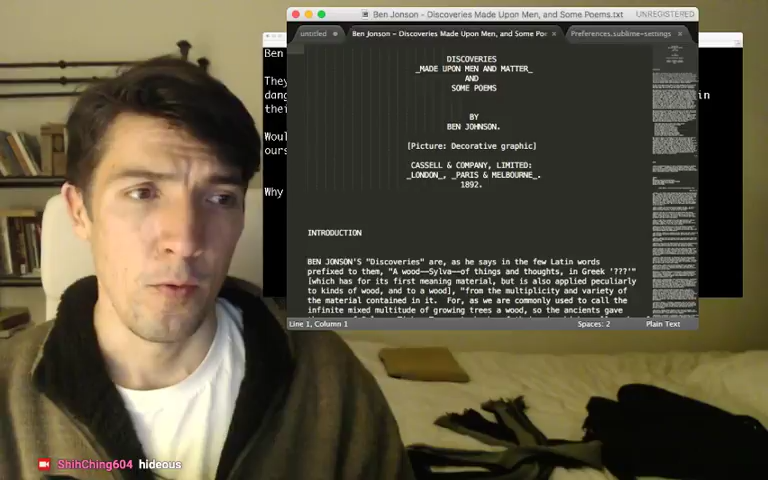 Ben Jonson - Discoveries Made Upon Men, and Some Poems.txt
UNREGISTERED
untitled
Ben Jonson - Discoveries Made Upon Men, and Some Poe
Preferences.sublime-settings
DISCOVERIES
_MADE UPON MEN AND MATTER_
AND
SOME POEMS
BY
BEN JOHNSON.
[Picture: Decorative graphic]
CASSELL & COMPANY, LIMITED:
_LONDON_, _PARIS & MELBOURNE_.
1892.
INTRODUCTION
BEN JONSON'S "Discoveries" are, as he says in the few Latin words
prefixed to them, "A wood—Sylva—of things and thoughts, in Greek '???'"
[which has for its first meaning material, but is also applied peculiarly
to kinds of wood, and to a wood], "from the multiplicity and variety of
the material contained in it. For, as we are commonly used to call the
infinite mixed multitude of growing trees a wood, so the ancients gave
Line 1, Column 1
Spaces: 2
Plain Text
Ben
They
dang
in
thei
Woul
ours
Why
ShihChing604 hideous